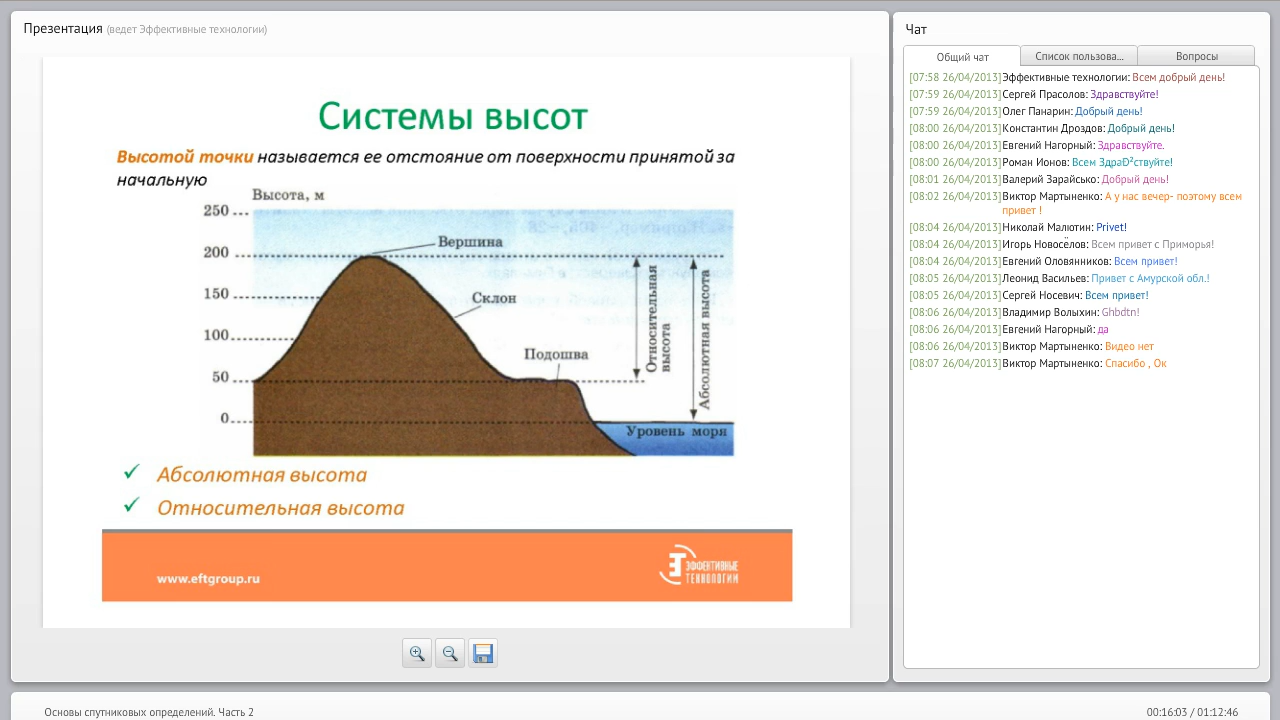 Презентация (ведет Эффективные технологии)
Системы высот
Высотой точки называется ее отстояние от поверхности принятой за
начальную
Высота, м
250
Вершина
200
150
Склон
100
Подошва
50
0
Относительная
высота
Абсолютная высота
Уровень моря
Абсолютная высота
Относительная высота
www.eftgroup.ru
ЭФФЕКТИВНЫЕ
ТЕХНОЛОГИИ
Чат
Общий чат
Список пользова...
Вопросы
[07:58 26/04/2013]Эффективные технологии: Всем добрый день!
[07:59 26/04/2013]Сергей Прасолов: Здравствуйте!
[07:59 26/04/2013]Олег Панарин: Добрый день!
[08:00 26/04/2013]Константин Дроздов: Добрый день!
[08:00 26/04/2013]Евгений Нагорный: Здравствуйте.
[08:00 26/04/2013]Роман Ионов: Всем ЗдраÐ²ствуйте!
[08:01 26/04/2013]Валерий Зарайсько: Добрый день!
[08:02 26/04/2013]Виктор Мартыненко: А у нас вечер- поэтому всем
привет !
[08:04 26/04/2013]Николай Малютин: Privet!
[08:04 26/04/2013]Игорь Новосёлов: Всем привет с Приморья!
[08:04 26/04/2013]Евгений Оловянников: Всем привет!
[08:05 26/04/2013]Леонид Васильев: Привет с Амурской обл.!
[08:05 26/04/2013]Сергей Носевич: Всем привет!
[08:06 26/04/2013]Владимир Волыхин: Ghbdtn!
[08:06 26/04/2013]Евгений Нагорный: да
[08:06 26/04/2013]Виктор Мартыненко: Видео нет
[08:07 26/04/2013]Виктор Мартыненко: Спасибо , Ок
Основы спутниковых определений. Часть 2
00:16:03 / 01:12:46